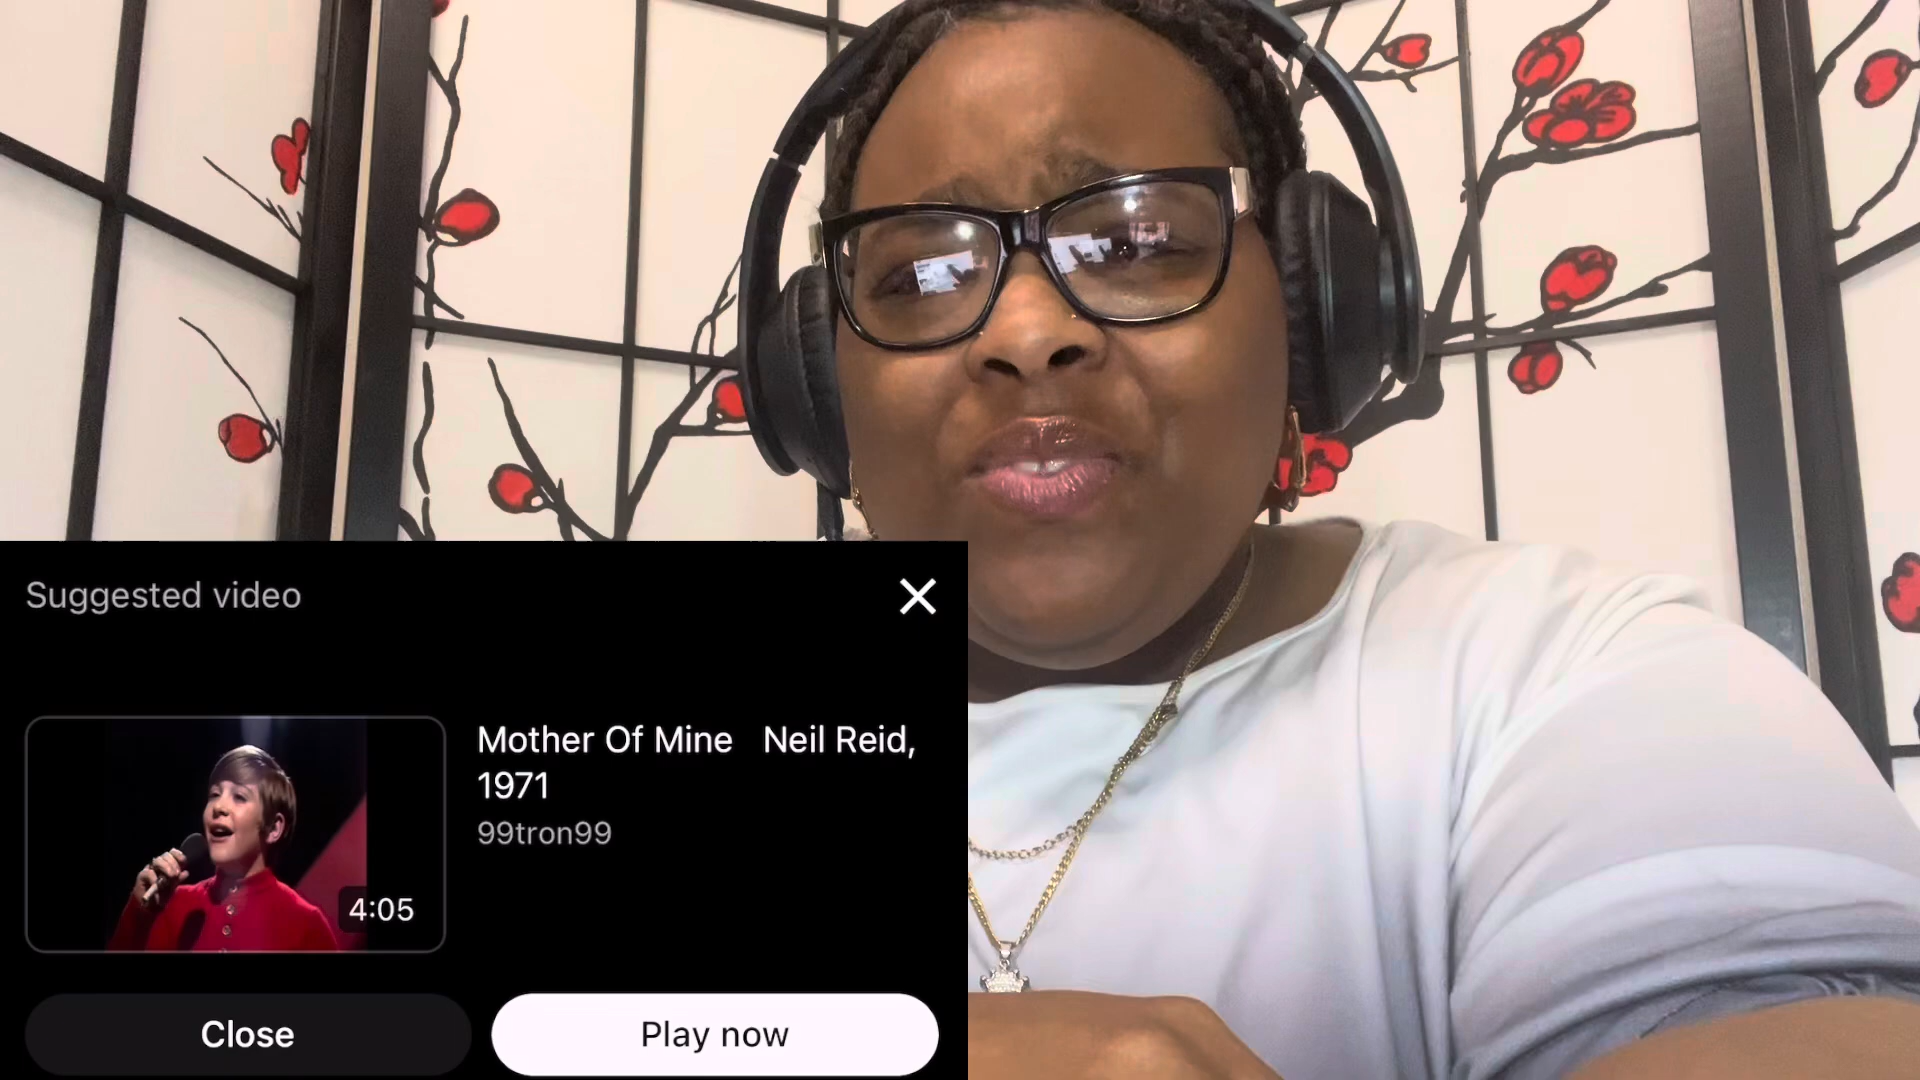 Suggested video
Mother Of Mine   Neil Reid,
1971
99tron99
4:05
Close
Play now